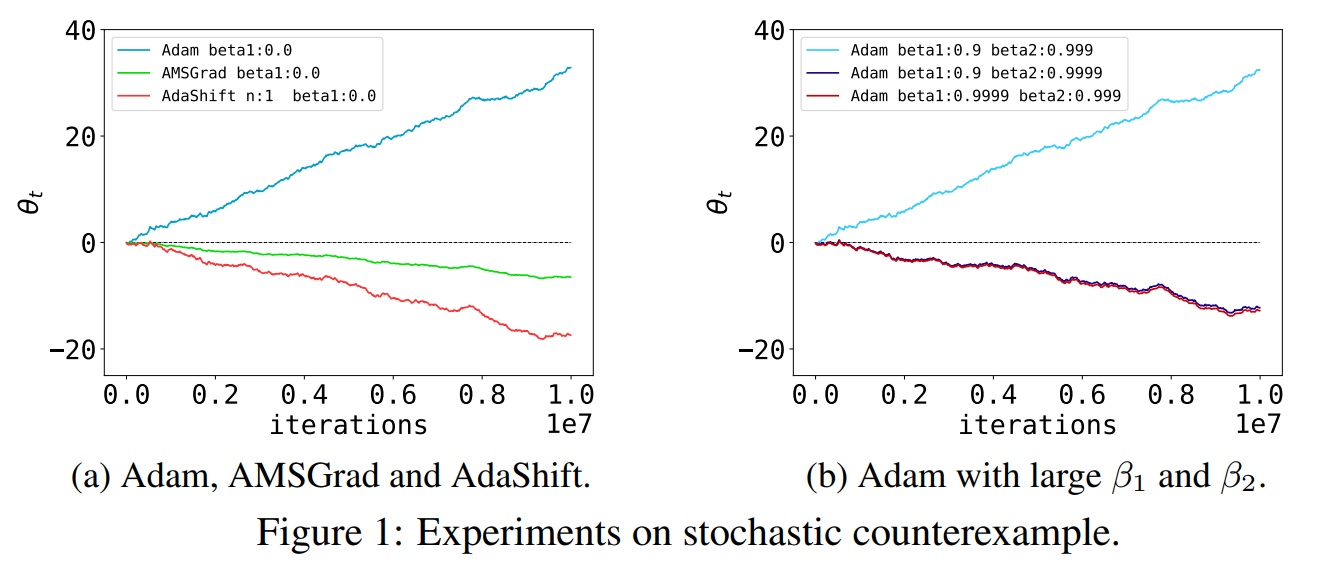 40
20
0
−20
θt
Adam beta1:0.0
AMSGrad beta1:0.0
AdaShift n:1 beta1:0.0
0.0 0.2 0.4 0.6 0.8 1.0
iterations 1e7
(a) Adam, AMSGrad and AdaShift.
40
20
0
−20
θt
Adam beta1:0.9 beta2:0.999
Adam beta1:0.9 beta2:0.9999
Adam beta1:0.9999 beta2:0.999
0.0 0.2 0.4 0.6 0.8 1.0
iterations 1e7
(b) Adam with large β1 and β2.
Figure 1: Experiments on stochastic counterexample.